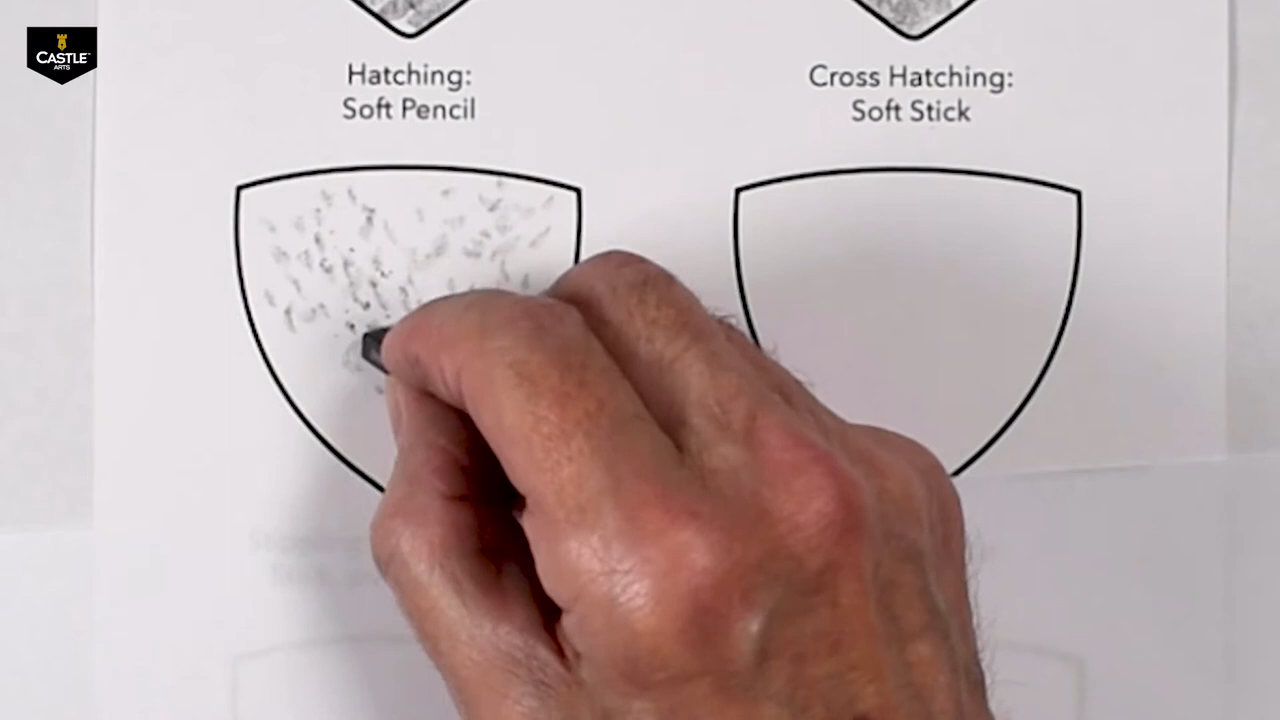 CASTLE
ARTS
Hatching:
Soft Pencil
Cross Hatching:
Soft Stick